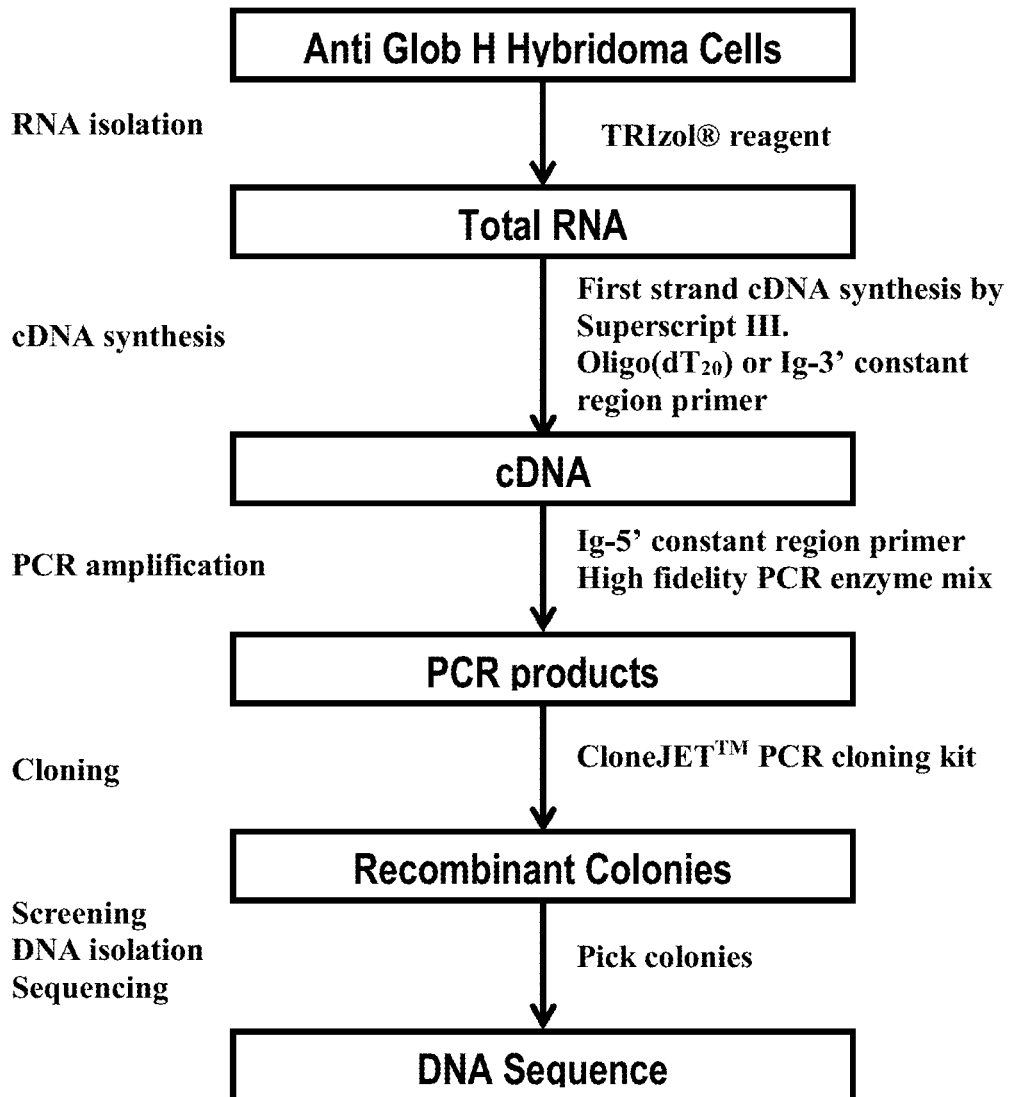 Anti Glob H Hybridoma Cells
RNA isolation
TRIzol® reagent
Total RNA
First strand cDNA synthesis by
Superscript III.
cDNA synthesis
Oligo(dT₂₀) or Ig-3’ constant
region primer
cDNA
Ig-5’ constant region primer
PCR amplification
High fidelity PCR enzyme mix
PCR products
CloneJET™ PCR cloning kit
Cloning
Recombinant Colonies
Screening
DNA isolation
Pick colonies
Sequencing
DNA Sequence